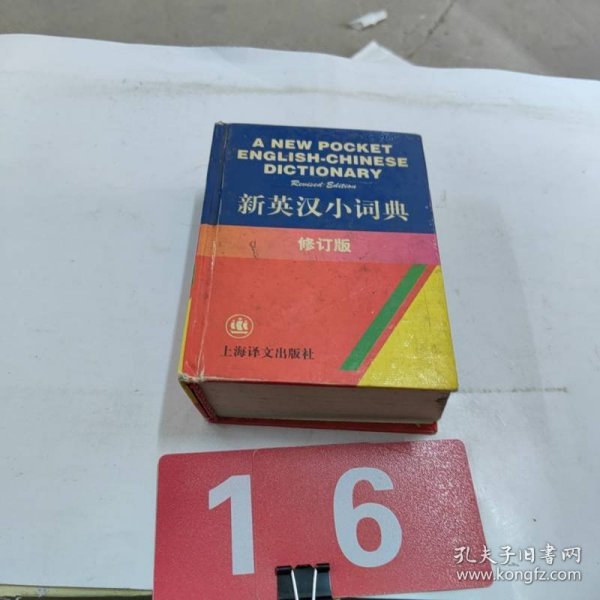 A NEW POCKET
ENGLISH-CHINESE
DICTIONARY
Revised Edition
新英汉小词典
修订版
上海译文出版社
16
孔夫子旧书网
www.kongfz.com